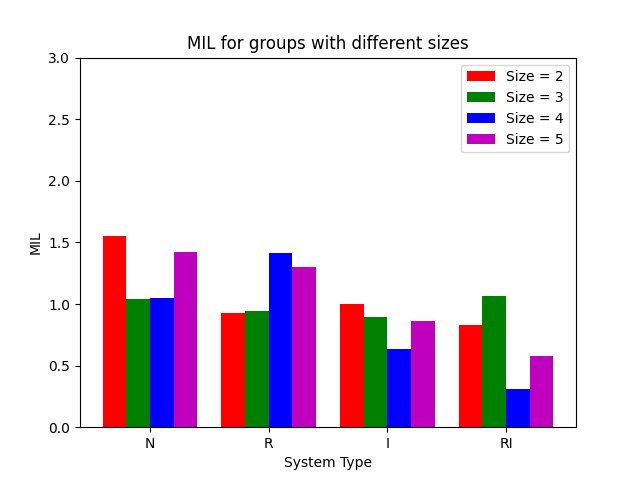 MIL for groups with different sizes
3.0
2.5
2.0
1.5
1.0
0.5
0.0
MIL
Size = 2
Size = 3
Size = 4
Size = 5
N R I RI
System Type